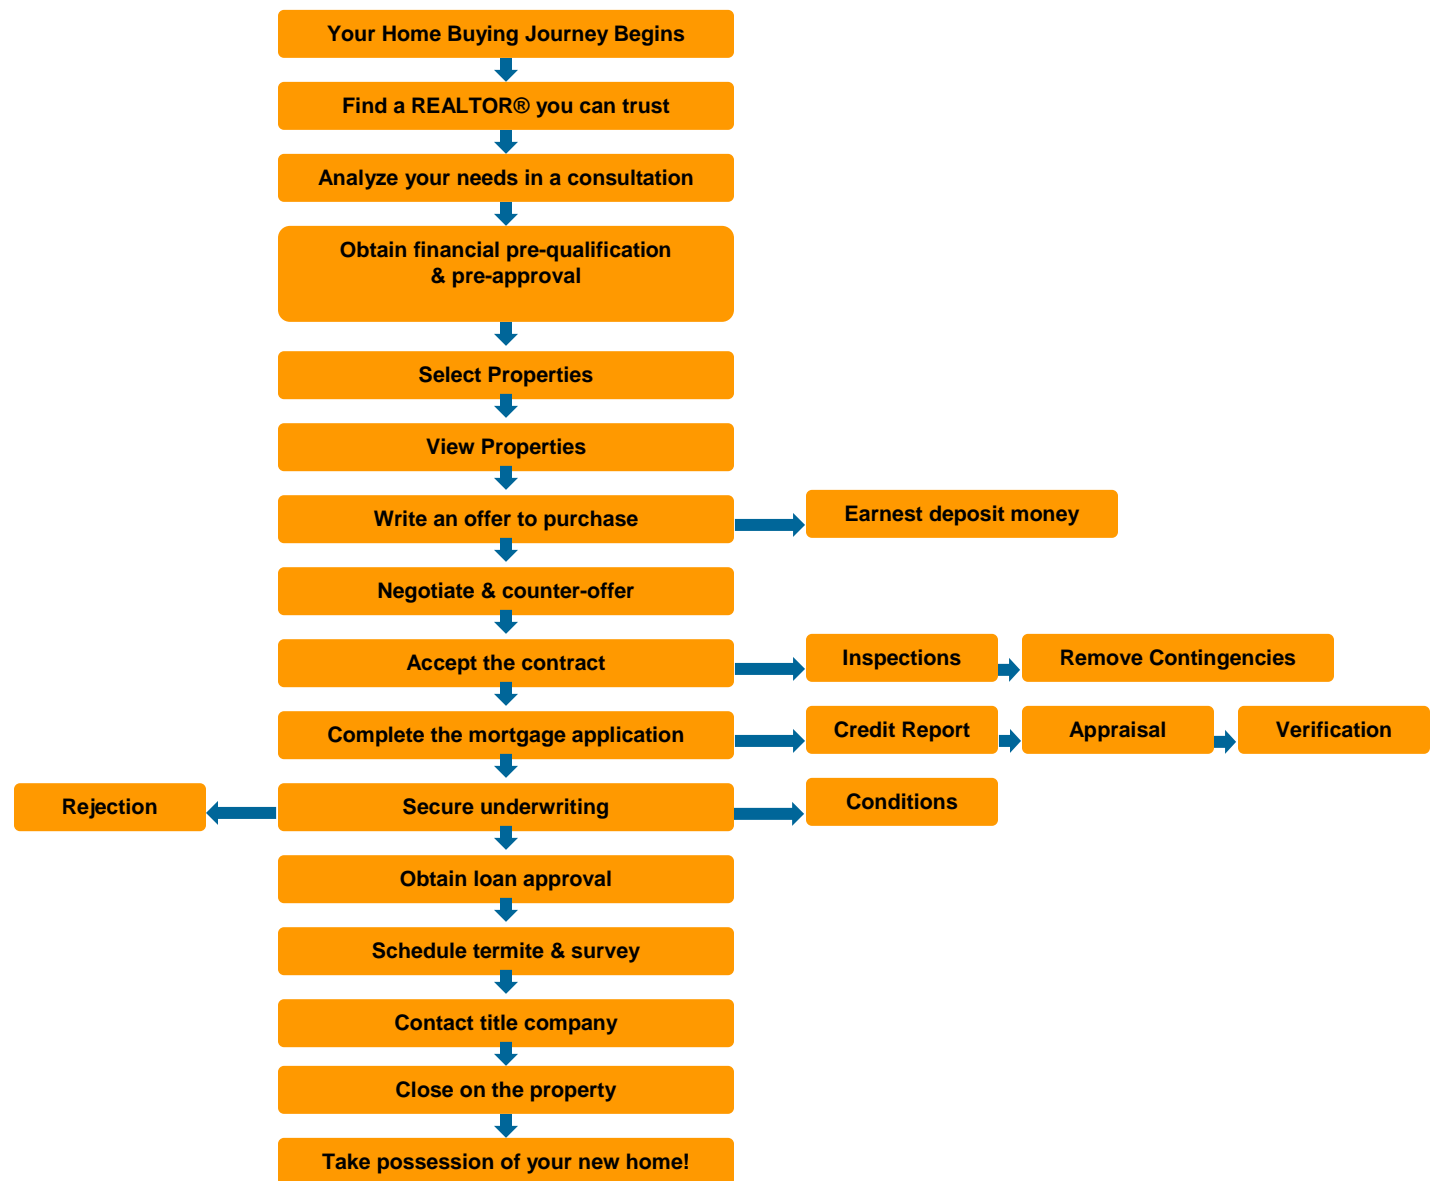 Your Home Buying Journey Begins
Find a REALTOR® you can trust
Analyze your needs in a consultation
Obtain financial pre-qualification
& pre-approval
Select Properties
View Properties
Write an offer to purchase
Earnest deposit money
Negotiate & counter-offer
Accept the contract
Inspections
Remove Contingencies
Complete the mortgage application
Credit Report
Appraisal
Verification
Rejection
Secure underwriting
Conditions
Obtain loan approval
Schedule termite & survey
Contact title company
Close on the property
Take possession of your new home!